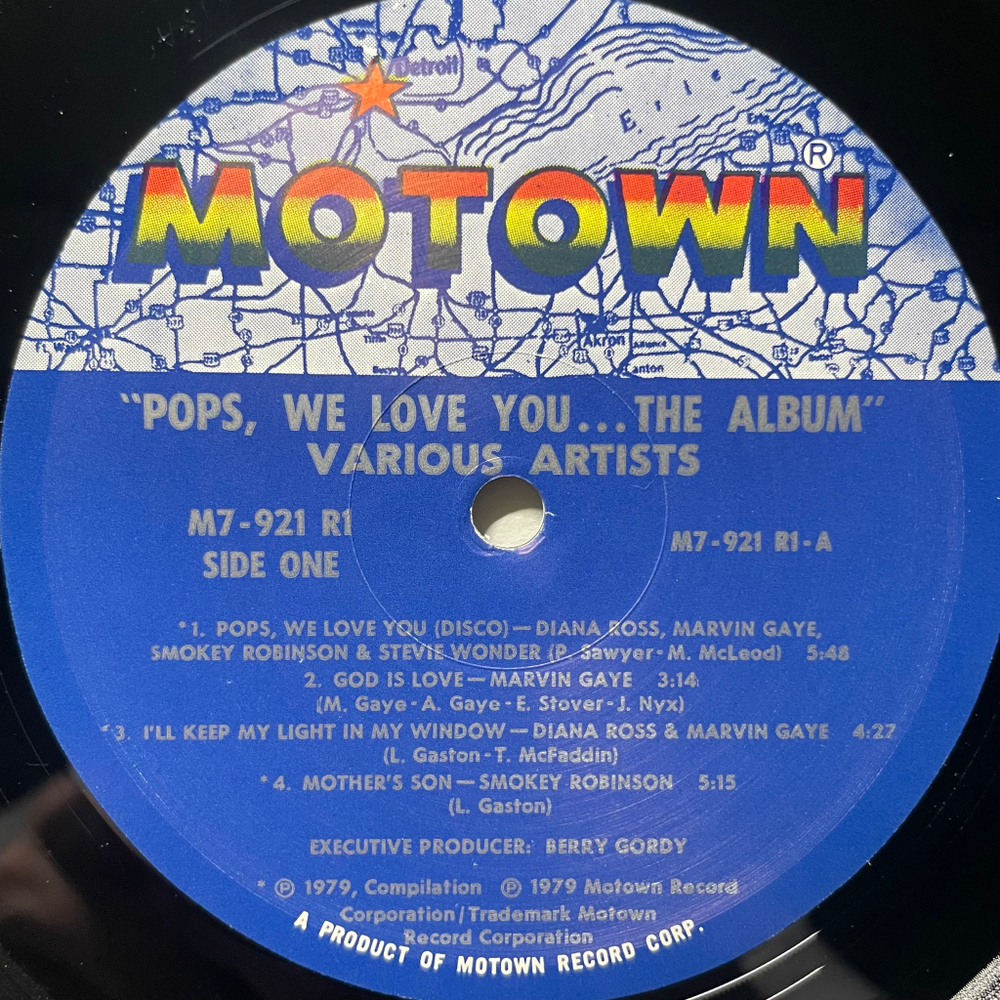 Detroit
Erie
MOTOWN®
Akron
Alliance
anton
"POPS, WE LOVE YOU...THE ALBUM"
VARIOUS ARTISTS
M7-921 R1
SIDE ONE
M7-921 R1-A
*1. POPS, WE LOVE YOU (DISCO)—DIANA ROSS, MARVIN GAYE,
SMOKEY ROBINSON & STEVIE WONDER (P. Sawyer-M. McLeod) 5:48
2. GOD IS LOVE—MARVIN GAYE 3:14
(M. Gaye-A. Gaye-E. Stover-J. Nyx)
*3. I'LL KEEP MY LIGHT IN MY WINDOW—DIANA ROSS & MARVIN GAYE 4:27
(L. Gaston-T. McFaddin)
*4. MOTHER'S SON—SMOKEY ROBINSON 5:15
(L. Gaston)
EXECUTIVE PRODUCER: BERRY GORDY
* ℗ 1979, Compilation ℗ 1979 Motown Record
Corporation/Trademark Motown
Record Corporation
A PRODUCT OF MOTOWN RECORD CORP.